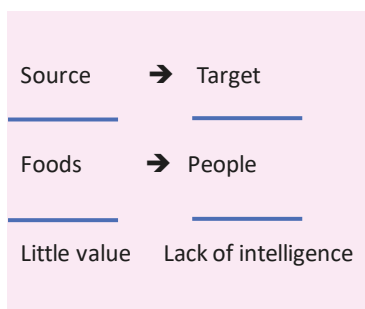 Source ➔ Target
Foods ➔ People
Little value Lack of intelligence